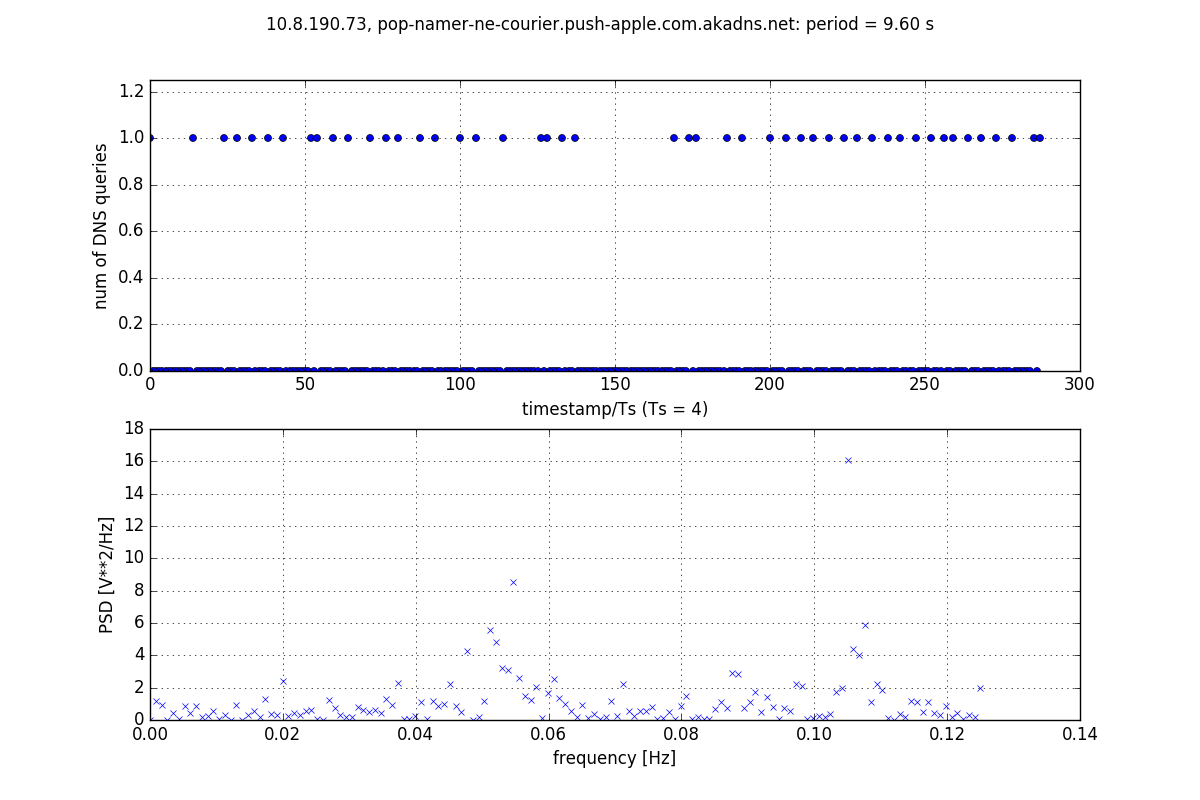 10.8.190.73, pop-namer-ne-courier.push-apple.com.akadns.net: period = 9.60 s
1.2
1.0
0.8
0.6
0.4
0.2
0.0
num of DNS queries
0 50 100 150 200 250 300
timestamp/Ts (Ts = 4)
18
16
14
12
10
8
6
4
2
0
PSD [V**2/Hz]
0.00 0.02 0.04 0.06 0.08 0.10 0.12 0.14
frequency [Hz]